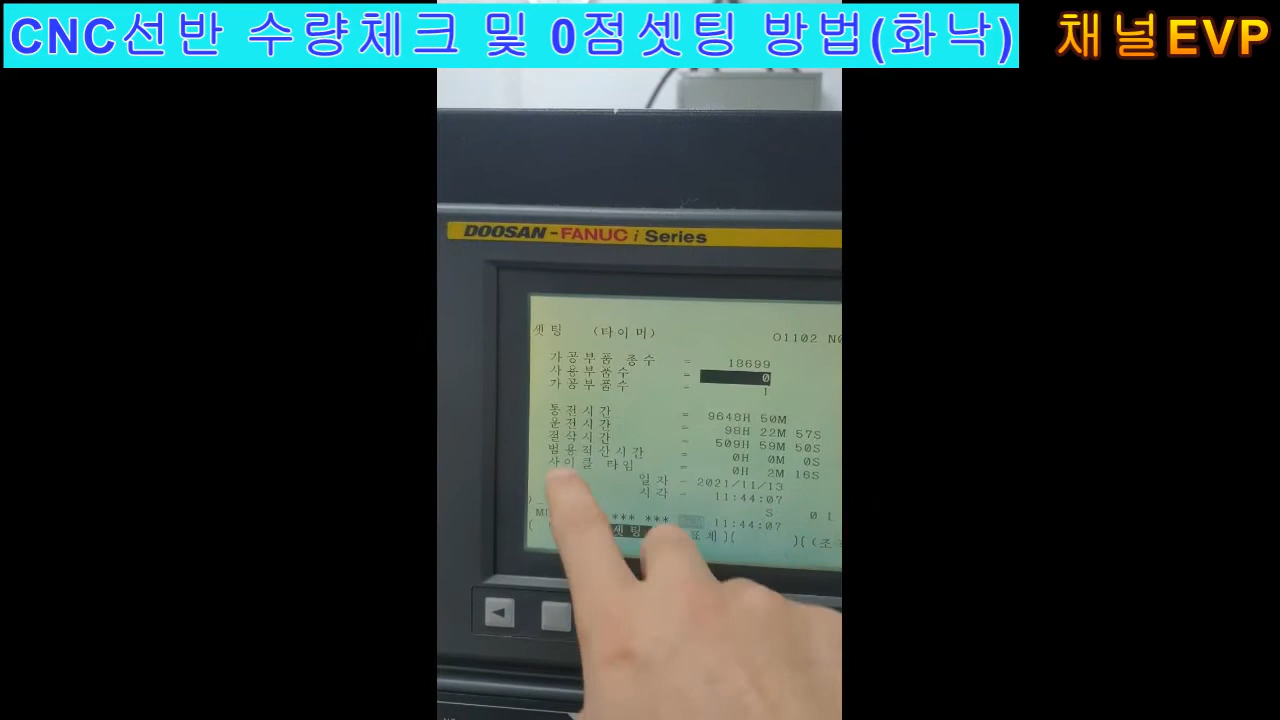 CNC선반 수량체크 및 0점셋팅 방법(화낙)
채널EVP
DOOSAN-FANUC i Series
셋팅 (타이머)
O1102 N0
가공부품 총수 = 18699
사용부품수 = 0
가공부품수 = 1
통전시간 = 9648H 50M
운전시간 = 98H 22M 57S
절삭시간 = 509H 59M 50S
범용적산시간 = 0H 0M 0S
사이클 타임 = 0H 2M 16S
일자 - 2021/11/13
시각 - 11:44:07
S 0 L
*** *** 11:44:07
셋팅